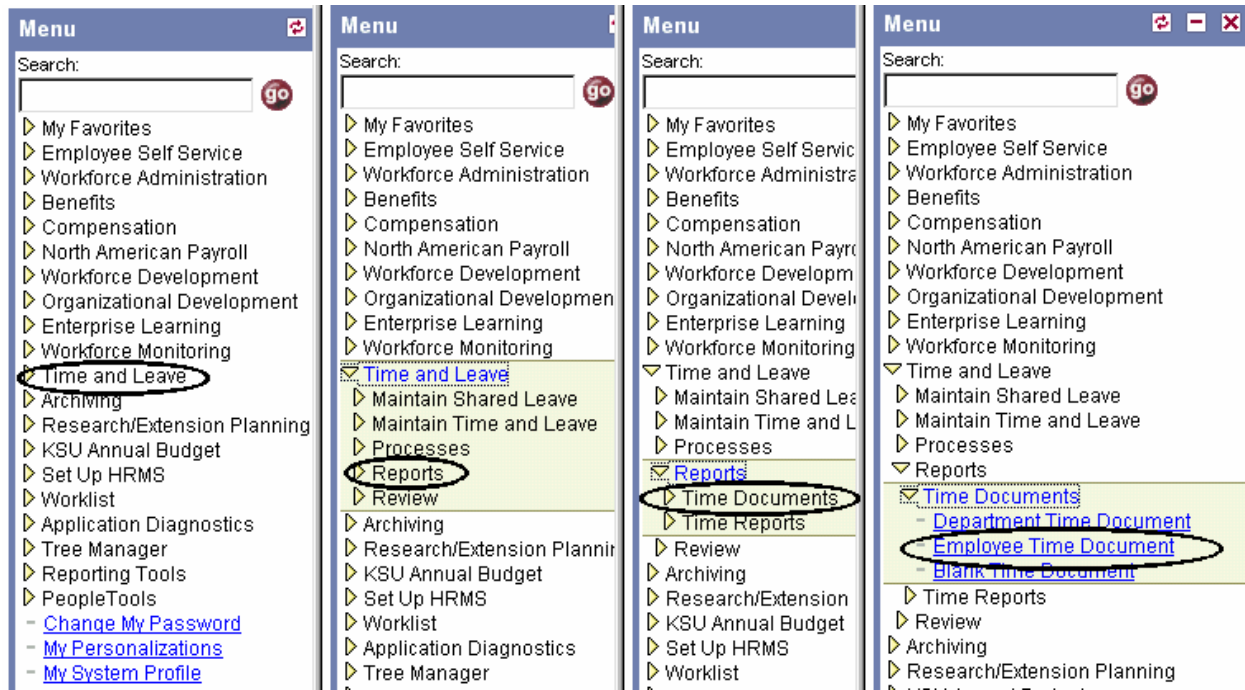 Menu
Search:
go
My Favorites
Employee Self Service
Workforce Administration
Benefits
Compensation
North American Payroll
Workforce Development
Organizational Development
Enterprise Learning
Workforce Monitoring
Time and Leave
Archiving
Research/Extension Planning
KSU Annual Budget
Set Up HRMS
Worklist
Application Diagnostics
Tree Manager
Reporting Tools
PeopleTools
Change My Password
My Personalizations
My System Profile
Menu
Search:
go
My Favorites
Employee Self Service
Workforce Administration
Benefits
Compensation
North American Payroll
Workforce Development
Organizational Developmen
Enterprise Learning
Workforce Monitoring
Time and Leave
Maintain Shared Leave
Maintain Time and Leave
Processes
Reports
Review
Archiving
Research/Extension Plannin
KSU Annual Budget
Set Up HRMS
Worklist
Application Diagnostics
Tree Manager
Menu
Search:
My Favorites
Employee Self Servic
Workforce Administra
Benefits
Compensation
North American Payro
Workforce Developm
Organizational Devel
Enterprise Learning
Workforce Monitoring
Time and Leave
Maintain Shared Lea
Maintain Time and L
Processes
Reports
Time Documents
Time Reports
Review
Archiving
Research/Extension
KSU Annual Budget
Set Up HRMS
Worklist
Menu
Search:
go
My Favorites
Employee Self Service
Workforce Administration
Benefits
Compensation
North American Payroll
Workforce Development
Organizational Development
Enterprise Learning
Workforce Monitoring
Time and Leave
Maintain Shared Leave
Maintain Time and Leave
Processes
Reports
Time Documents
Department Time Document
Employee Time Document
Blank Time Document
Time Reports
Review
Archiving
Research/Extension Planning